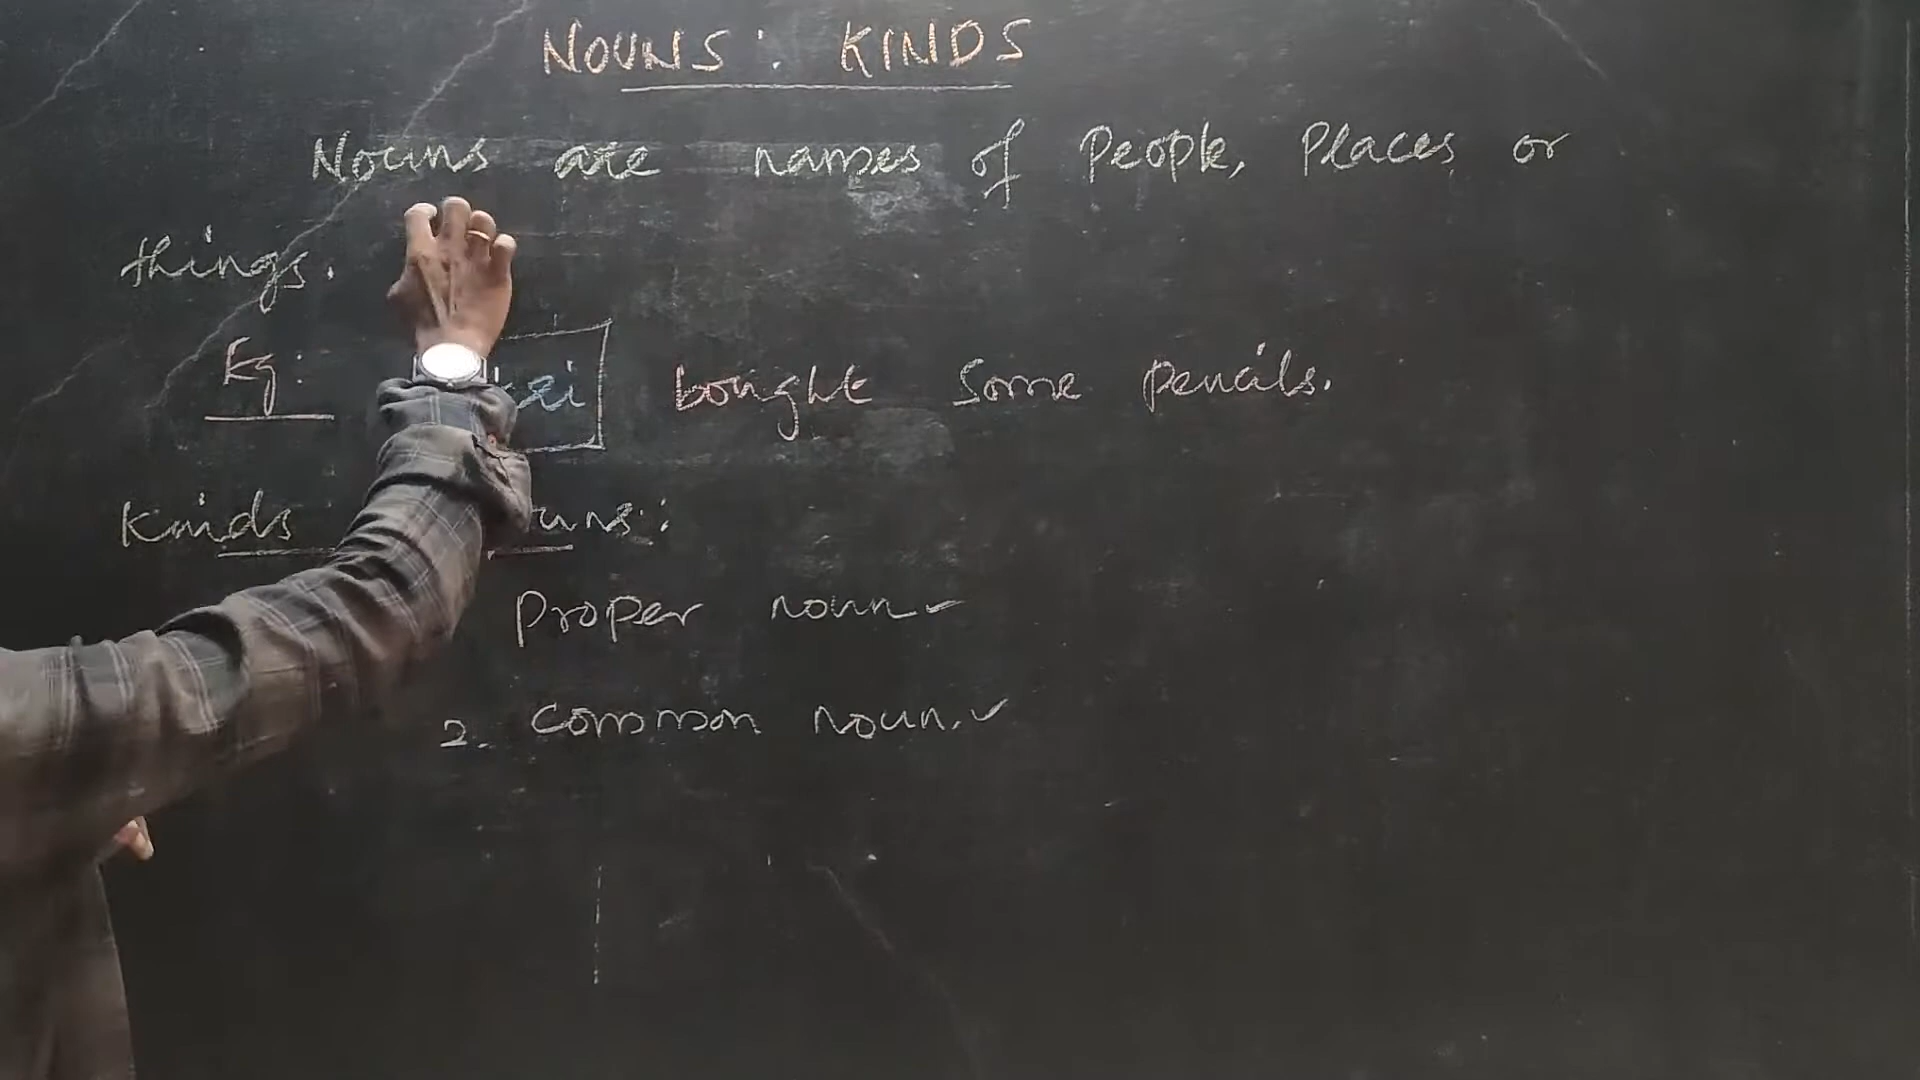 NOUNS: KINDS
Nouns are names of People, Places or
things.
Eg: bought Some pencils.
Kinds
Proper noun
2. Common noun.